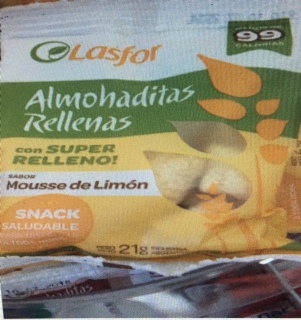 Lasfor
99
CALORÍAS
Almohaditas
Rellenas
con SUPER
RELLENO!
SABOR
Mousse de Limón
SNACK
SALUDABLE
21g